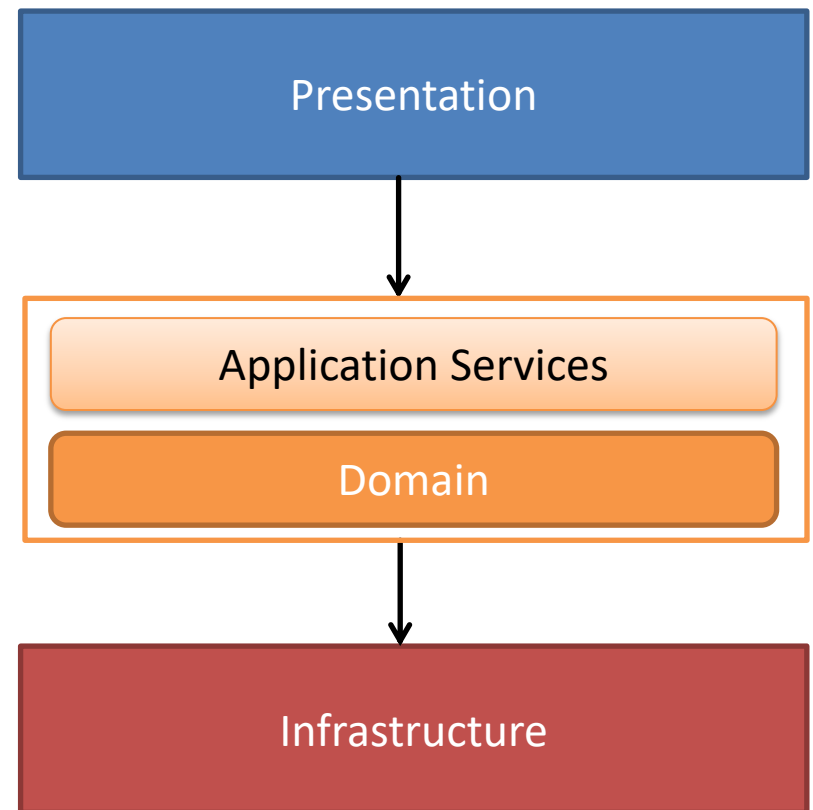 Presentation
Application Services
Domain
Infrastructure